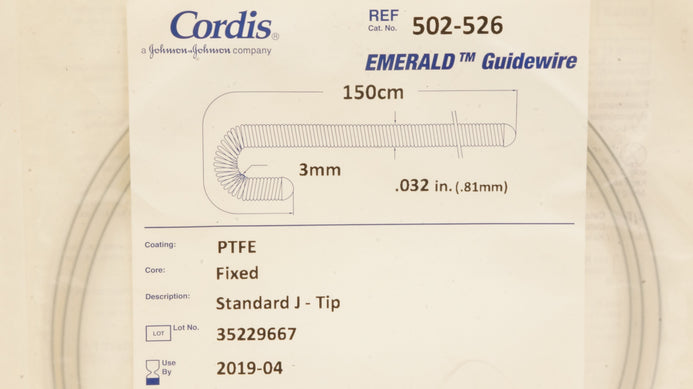 Cordis®
a Johnson & Johnson company
REF
Cat. No. 502-526
EMERALD™ Guidewire
150cm
3mm
.032 in. (.81mm)
Coating: PTFE
Core: Fixed
Description: Standard J - Tip
LOT Lot No. 35229667
Use By 2019-04